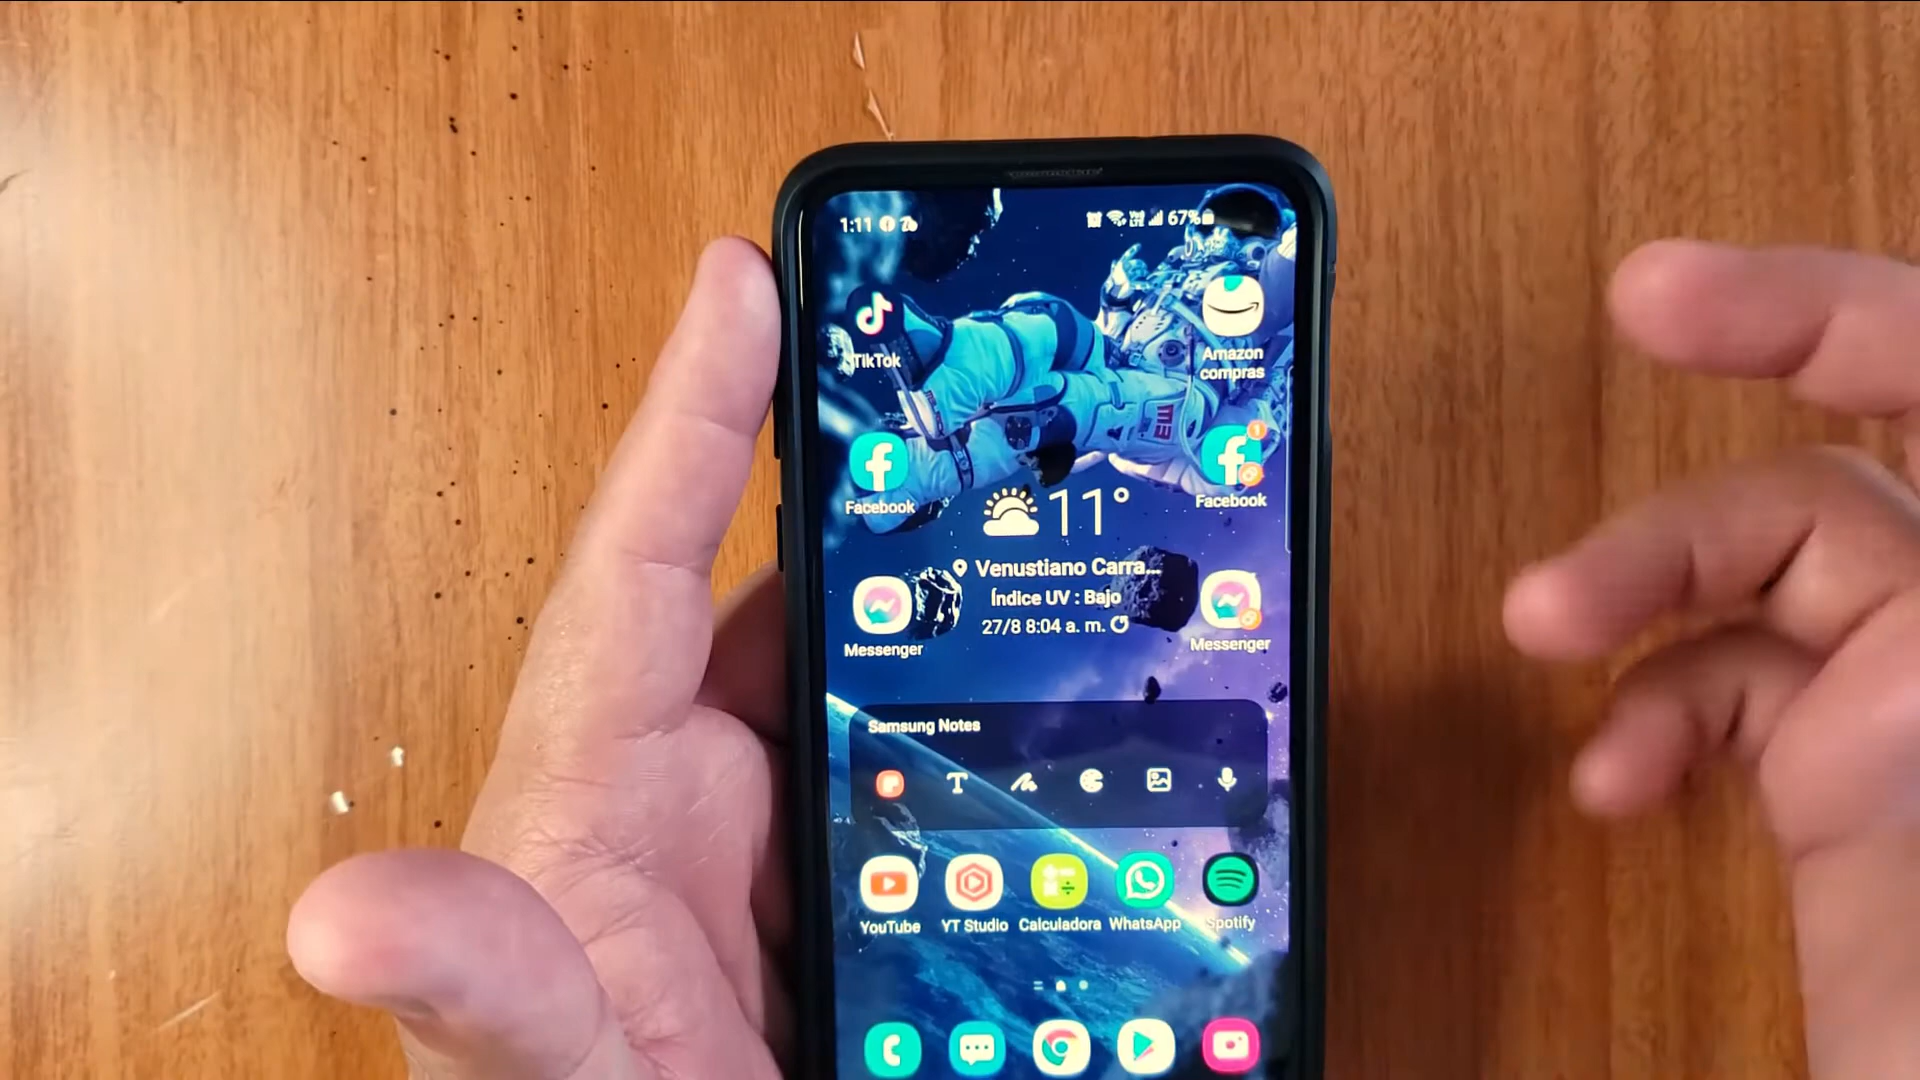 1:11
67%
TikTok
Amazon
compras
Facebook
Facebook
11°
Venustiano Carra...
Índice UV : Bajo
27/8 8:04 a. m.
Messenger
Messenger
Samsung Notes
YouTube
YT Studio
Calculadora
WhatsApp
Spotify